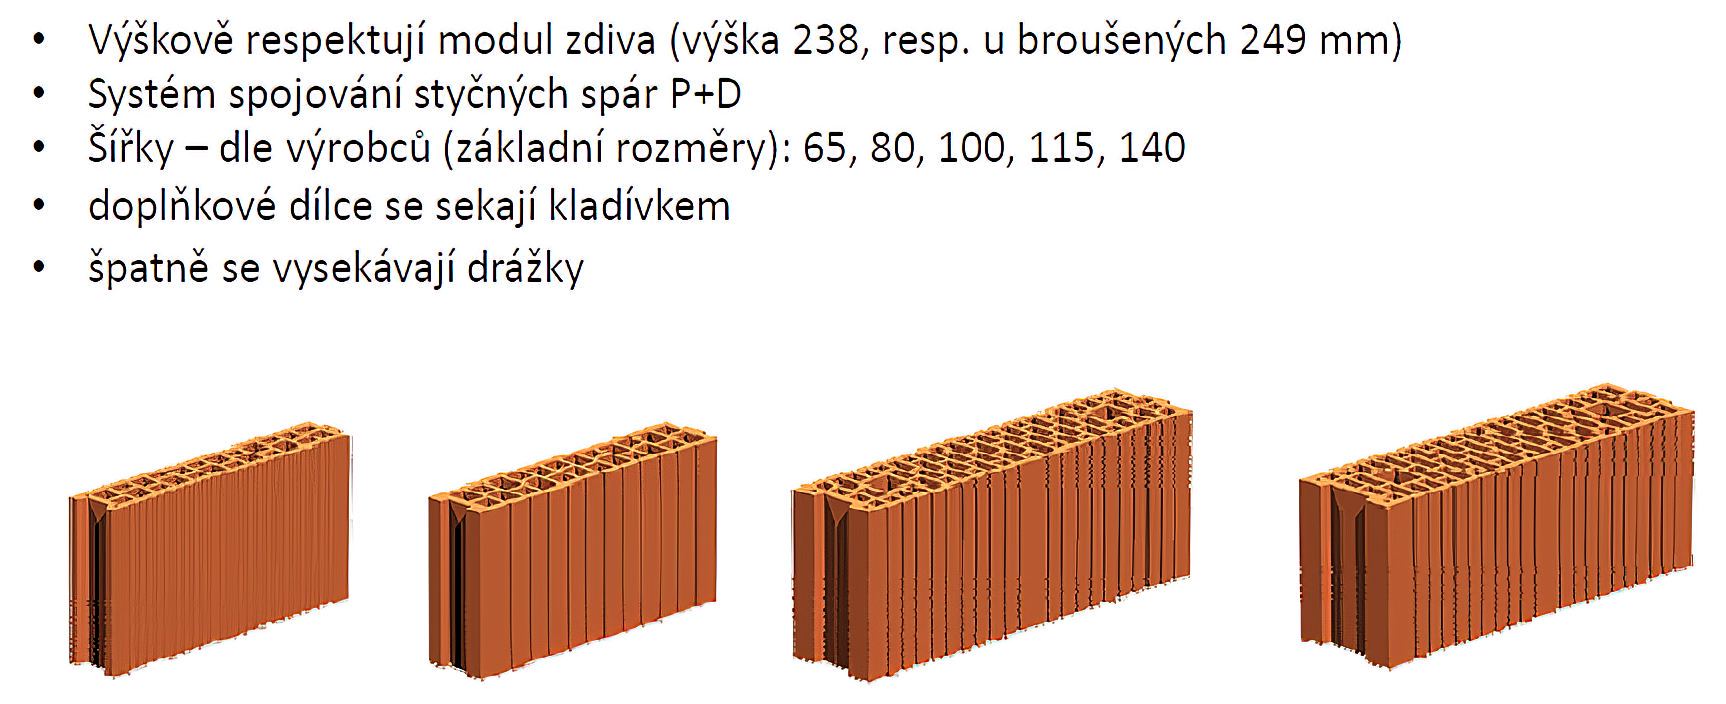 • Výškově respektují modul zdiva (výška 238, resp. u broušených 249 mm)
• Systém spojování styčných spár P+D
• Šířky – dle výrobců (základní rozměry): 65, 80, 100, 115, 140
• doplňkové dílce se sekají kladívkem
• špatně se vysekávají drážky